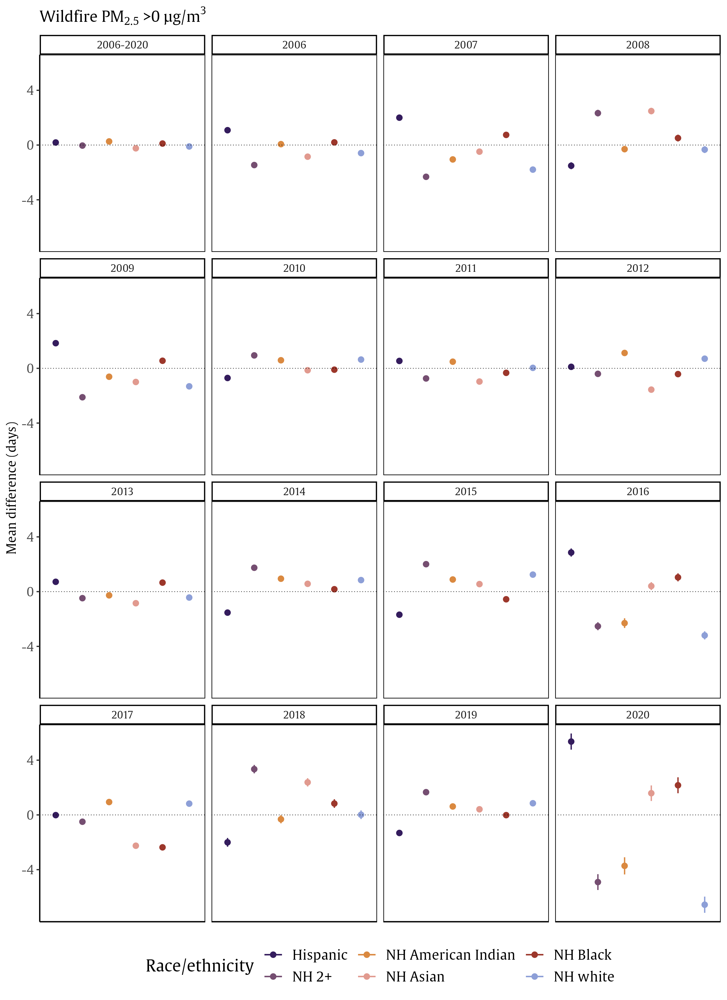 Wildfire PM2.5 >0 µg/m³
2006-2020 2006 2007 2008
4
0
-4
2009 2010 2011 2012
4
0
-4
Mean difference (days)
2013 2014 2015 2016
4
0
-4
2017 2018 2019 2020
4
0
-4
Race/ethnicity
Hispanic NH American Indian NH Black
NH 2+ NH Asian NH white